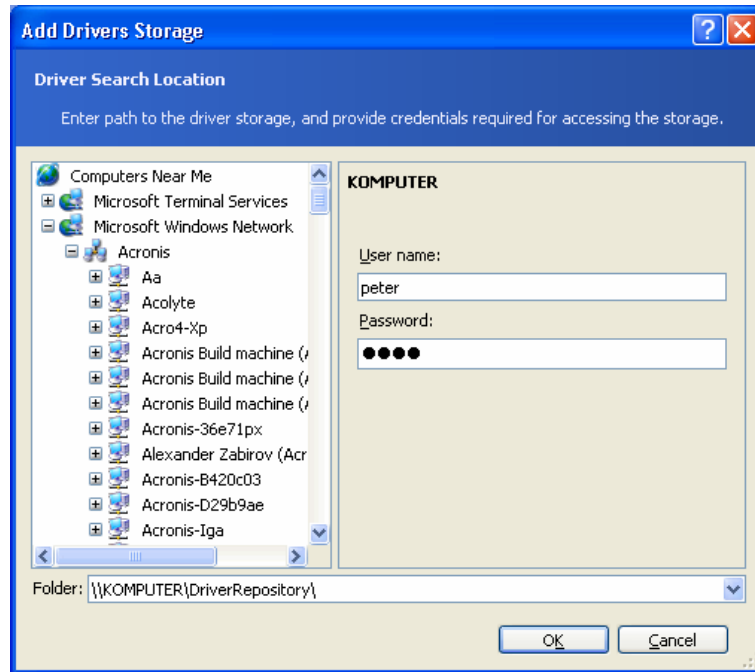 Add Drivers Storage
Driver Search Location
Enter path to the driver storage, and provide credentials required for accessing the storage.
Computers Near Me
Microsoft Terminal Services
Microsoft Windows Network
Acronis
Aa
Acolyte
Acro4-Xp
Acronis Build machine (A
Acronis Build machine (A
Acronis Build machine (A
Acronis-36e71px
Alexander Zabirov (Acr
Acronis-B420c03
Acronis-D29b9ae
Acronis-Iga
KOMPUTER
User name:
peter
Password:
●●●●
Folder: \\KOMPUTER\DriverRepository\
OK
Cancel